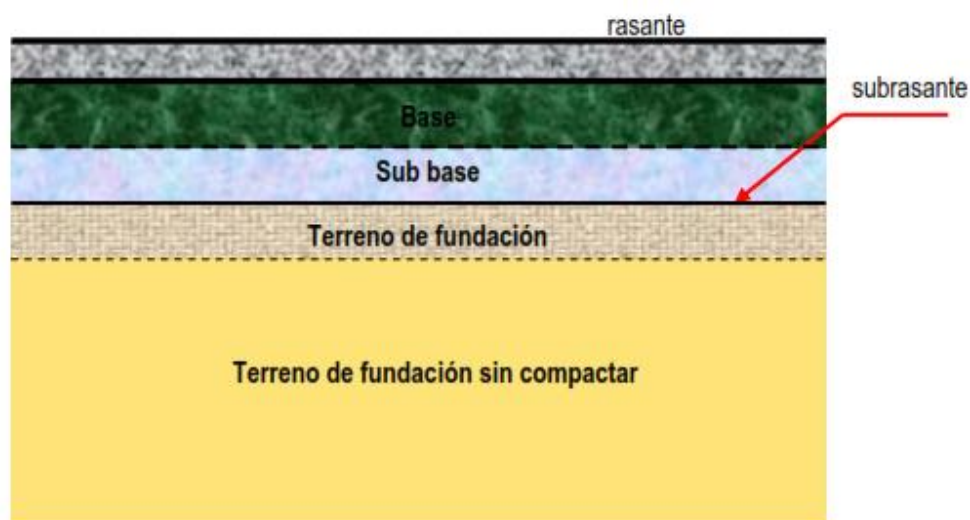 rasante
subrasante
Base
Sub base
Terreno de fundación
Terreno de fundación sin compactar